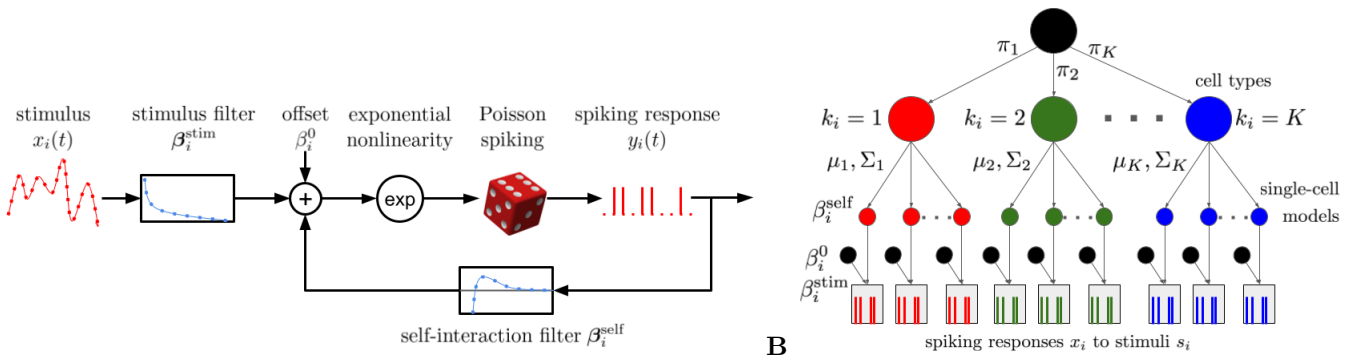 stimulus
x_i(t)
stimulus filter
β_i^stim
offset
β_i^0
exponential
nonlinearity
Poisson
spiking
spiking response
y_i(t)
+
exp
self-interaction filter β_i^self
B
π_1
π_2
π_K
cell types
k_i = 1
k_i = 2
k_i = K
μ_1, Σ_1
μ_2, Σ_2
μ_K, Σ_K
single-cell
models
β_i^self
β_i^0
β_i^stim
spiking responses x_i to stimuli s_i